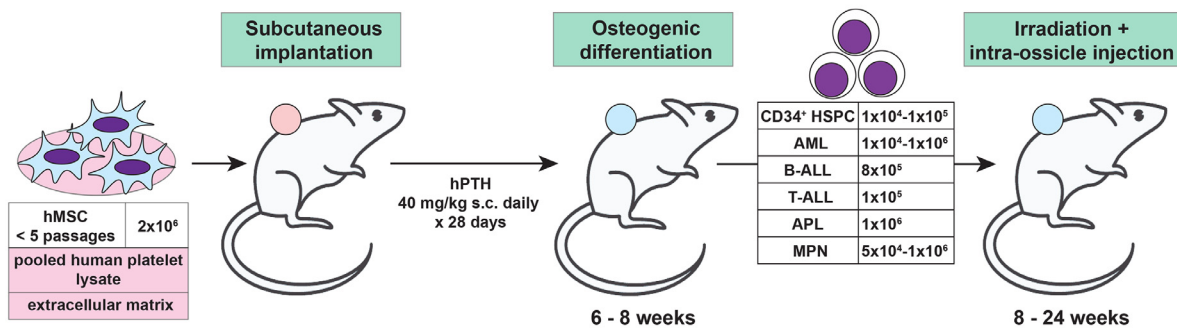 Subcutaneous
implantation
Osteogenic
differentiation
Irradiation +
intra-ossicle injection
hMSC
< 5 passages
2x10⁶
pooled human platelet
lysate
extracellular matrix
hPTH
40 mg/kg s.c. daily
x 28 days
6 - 8 weeks
CD34⁺ HSPC 1x10⁴-1x10⁵
AML 1x10⁴-1x10⁶
B-ALL 8x10⁵
T-ALL 1x10⁵
APL 1x10⁶
MPN 5x10⁴-1x10⁶
8 - 24 weeks